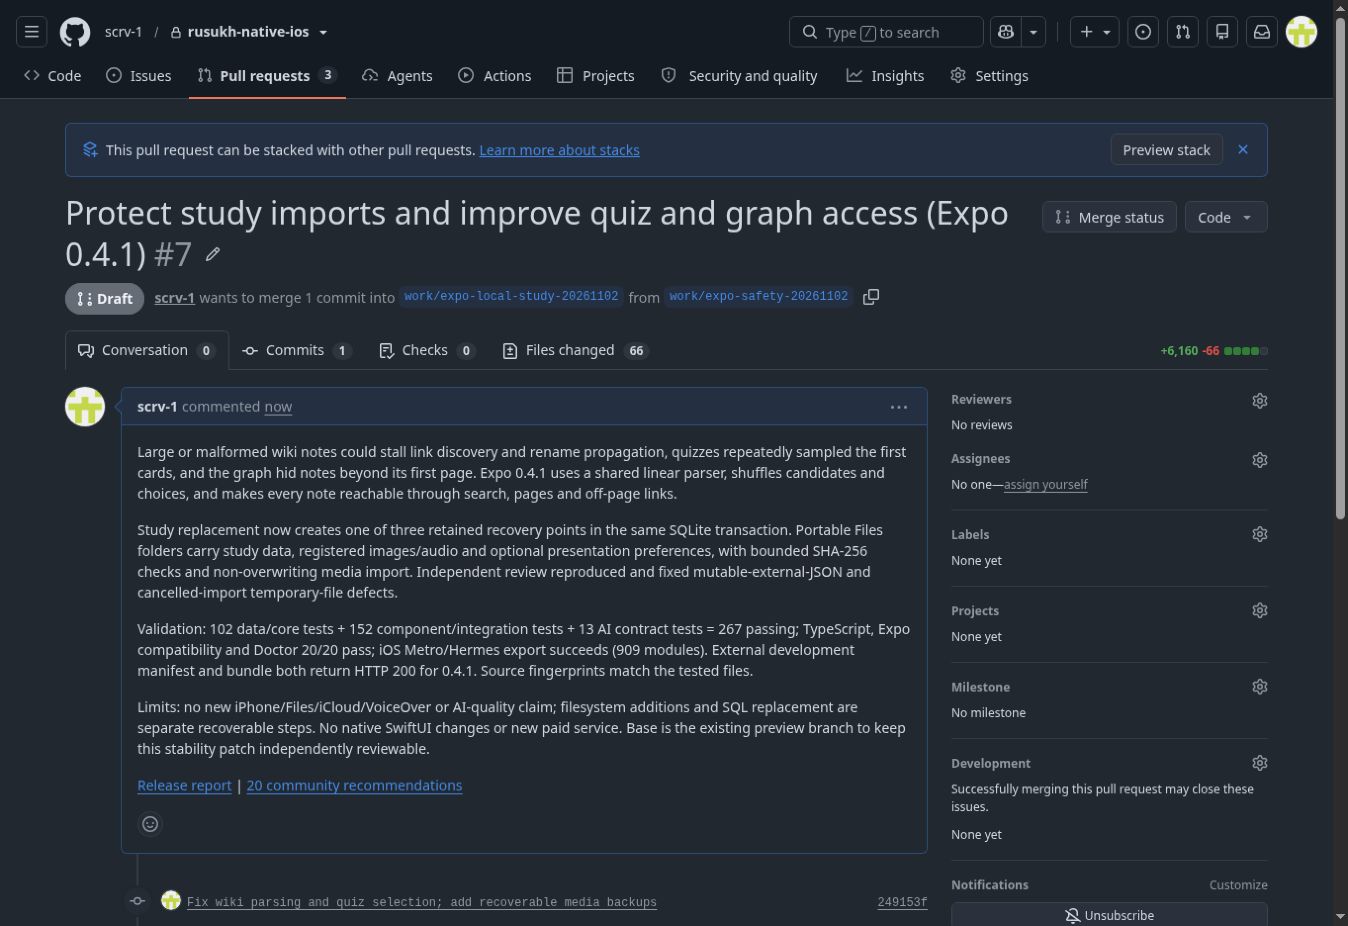 scrv-1 / rusukh-native-ios
Type / to search
Code
Issues
Pull requests 3
Agents
Actions
Projects
Security and quality
Insights
Settings
This pull request can be stacked with other pull requests. Learn more about stacks
Preview stack
Protect study imports and improve quiz and graph access (Expo
0.4.1) #7
Merge status
Code
Draft
scrv-1 wants to merge 1 commit into work/expo-local-study-20261102 from work/expo-safety-20261102
Conversation 0
Commits 1
Checks 0
Files changed 66
+6,160 -66
scrv-1 commented now
Large or malformed wiki notes could stall link discovery and rename propagation, quizzes repeatedly sampled the first
cards, and the graph hid notes beyond its first page. Expo 0.4.1 uses a shared linear parser, shuffles candidates and
choices, and makes every note reachable through search, pages and off-page links.
Study replacement now creates one of three retained recovery points in the same SQLite transaction. Portable Files
folders carry study data, registered images/audio and optional presentation preferences, with bounded SHA-256
checks and non-overwriting media import. Independent review reproduced and fixed mutable-external-JSON and
cancelled-import temporary-file defects.
Validation: 102 data/core tests + 152 component/integration tests + 13 AI contract tests = 267 passing; TypeScript, Expo
compatibility and Doctor 20/20 pass; iOS Metro/Hermes export succeeds (909 modules). External development
manifest and bundle both return HTTP 200 for 0.4.1. Source fingerprints match the tested files.
Limits: no new iPhone/Files/iCloud/VoiceOver or AI-quality claim; filesystem additions and SQL replacement are
separate recoverable steps. No native SwiftUI changes or new paid service. Base is the existing preview branch to keep
this stability patch independently reviewable.
Release report | 20 community recommendations
Fix wiki parsing and quiz selection; add recoverable media backups
249153f
Reviewers
No reviews
Assignees
No one—assign yourself
Labels
None yet
Projects
None yet
Milestone
No milestone
Development
Successfully merging this pull request may close these
issues.
None yet
Notifications
Customize
Unsubscribe